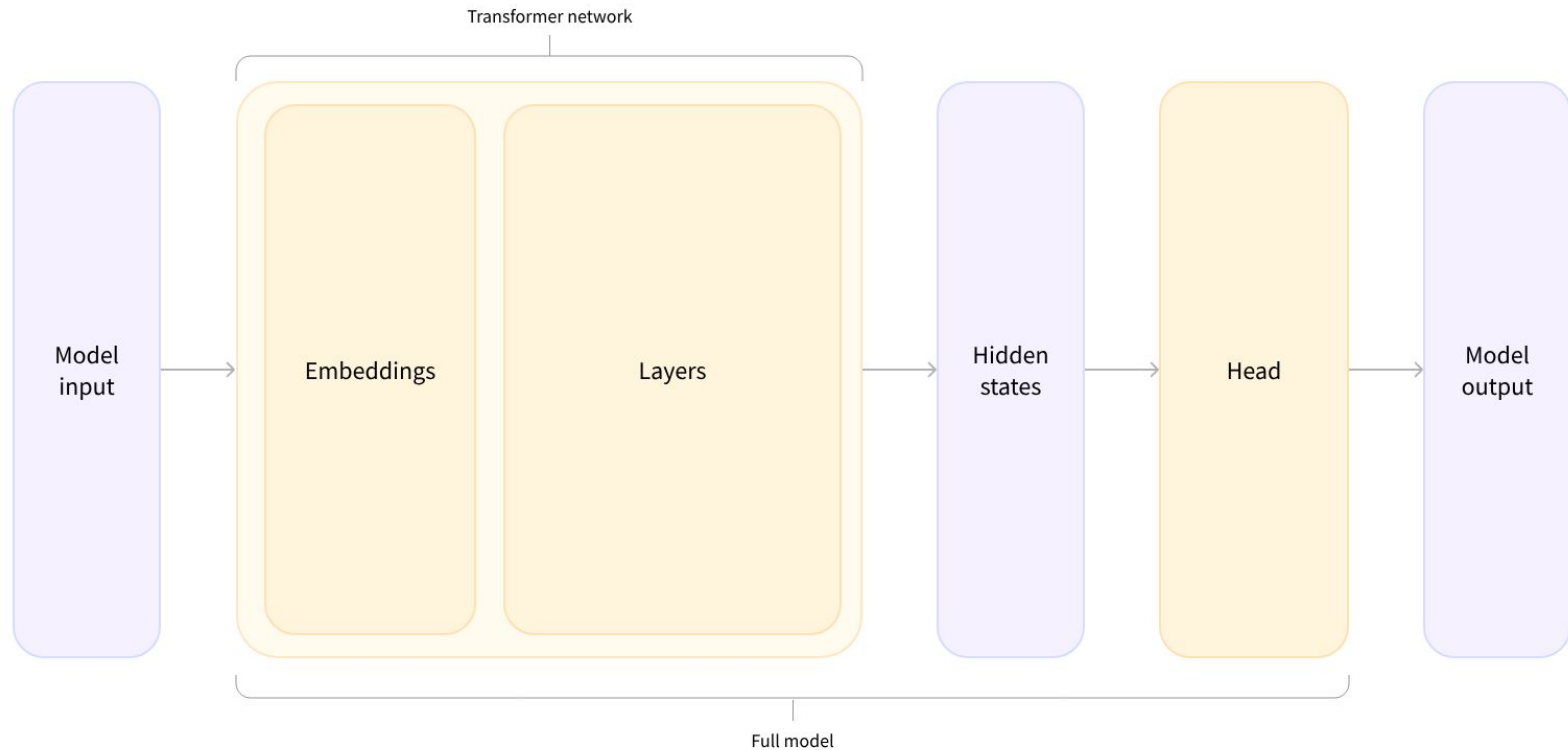 Transformer network
Model
input
Embeddings
Layers
Hidden
states
Head
Model
output
Full model